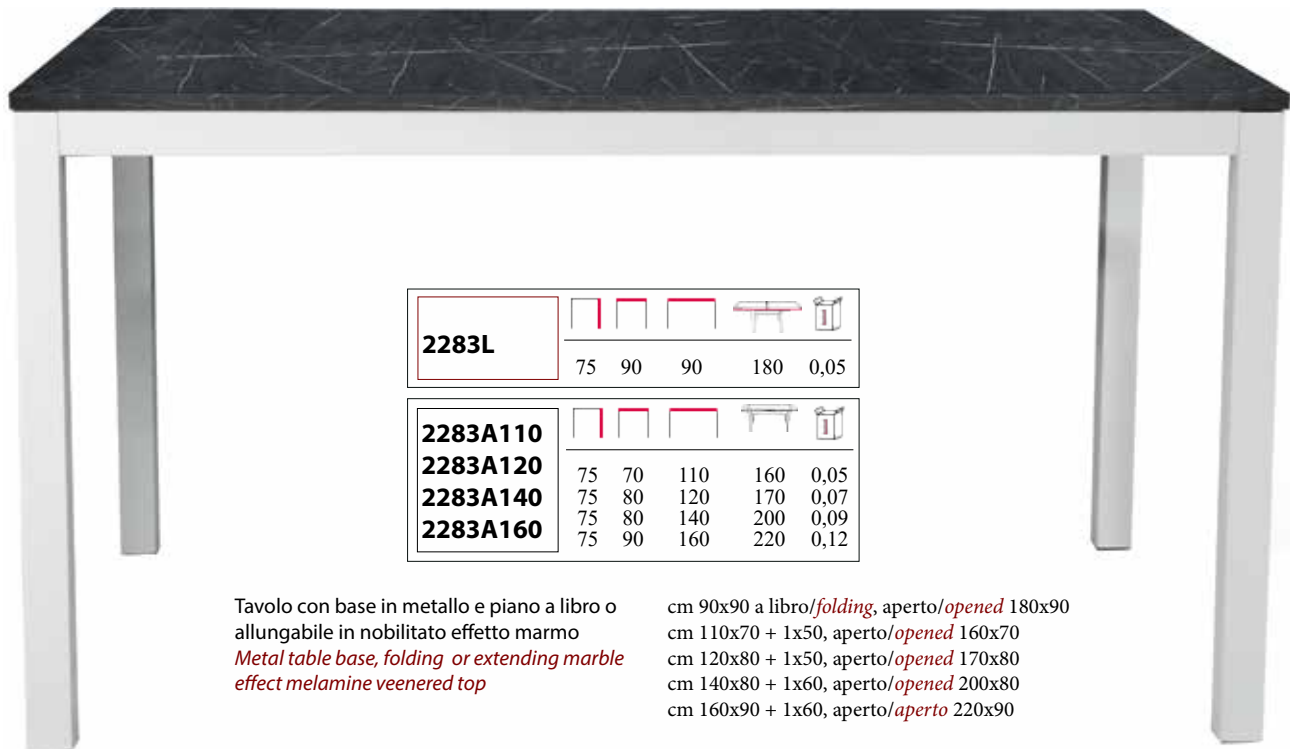 2283L
75 90 90 180 0,05
2283A110
2283A120
2283A140
2283A160
75 70 110 160 0,05
75 80 120 170 0,07
75 80 140 200 0,09
75 90 160 220 0,12
Tavolo con base in metallo e piano a libro o
allungabile in nobilitato effetto marmo
Metal table base, folding or extending marble
effect melamine veenered top
cm 90x90 a libro/folding, aperto/opened 180x90
cm 110x70 + 1x50, aperto/opened 160x70
cm 120x80 + 1x50, aperto/opened 170x80
cm 140x80 + 1x60, aperto/opened 200x80
cm 160x90 + 1x60, aperto/aperto 220x90